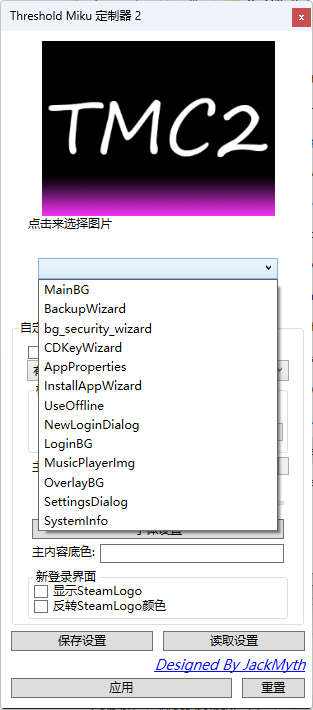 Threshold Miku 定制器 2
x
TMC2
点击来选择图片
MainBG
BackupWizard
bg_security_wizard
CDKeyWizard
AppProperties
InstallAppWizard
UseOffline
NewLoginDialog
LoginBG
MusicPlayerImg
OverlayBG
SettingsDialog
SystemInfo
主内容底色:
新登录界面
显示SteamLogo
反转SteamLogo颜色
保存设置 读取设置
Designed By JackMyth
应用 重置